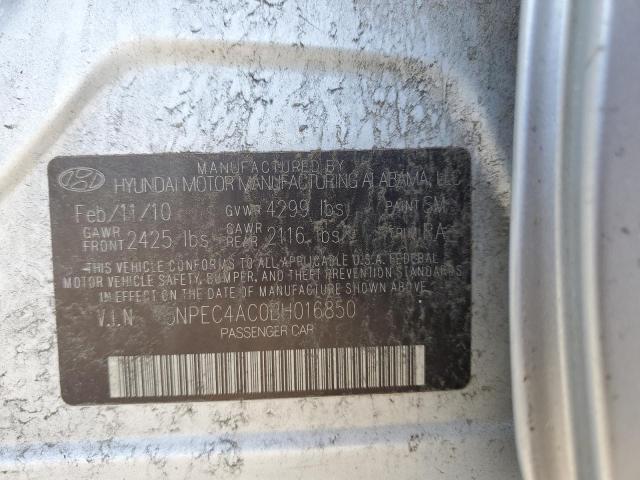 MANUFACTURED BY
HYUNDAI MOTOR MANUFACTURING ALABAMA, LLC
Feb/11/10 GVWR 4299 lbs PAINT SM
GAWR FRONT 2425 lbs GAWR REAR 2116 lbs TRIM RA
THIS VEHICLE CONFORMS TO ALL APPLICABLE U.S.A. FEDERAL
MOTOR VEHICLE SAFETY, BUMPER, AND THEFT PREVENTION STANDARDS
IN EFFECT ON THE DATE OF MANUFACTURE SHOWN ABOVE.
V.I.N 5NPEC4AC0BH016850
PASSENGER CAR